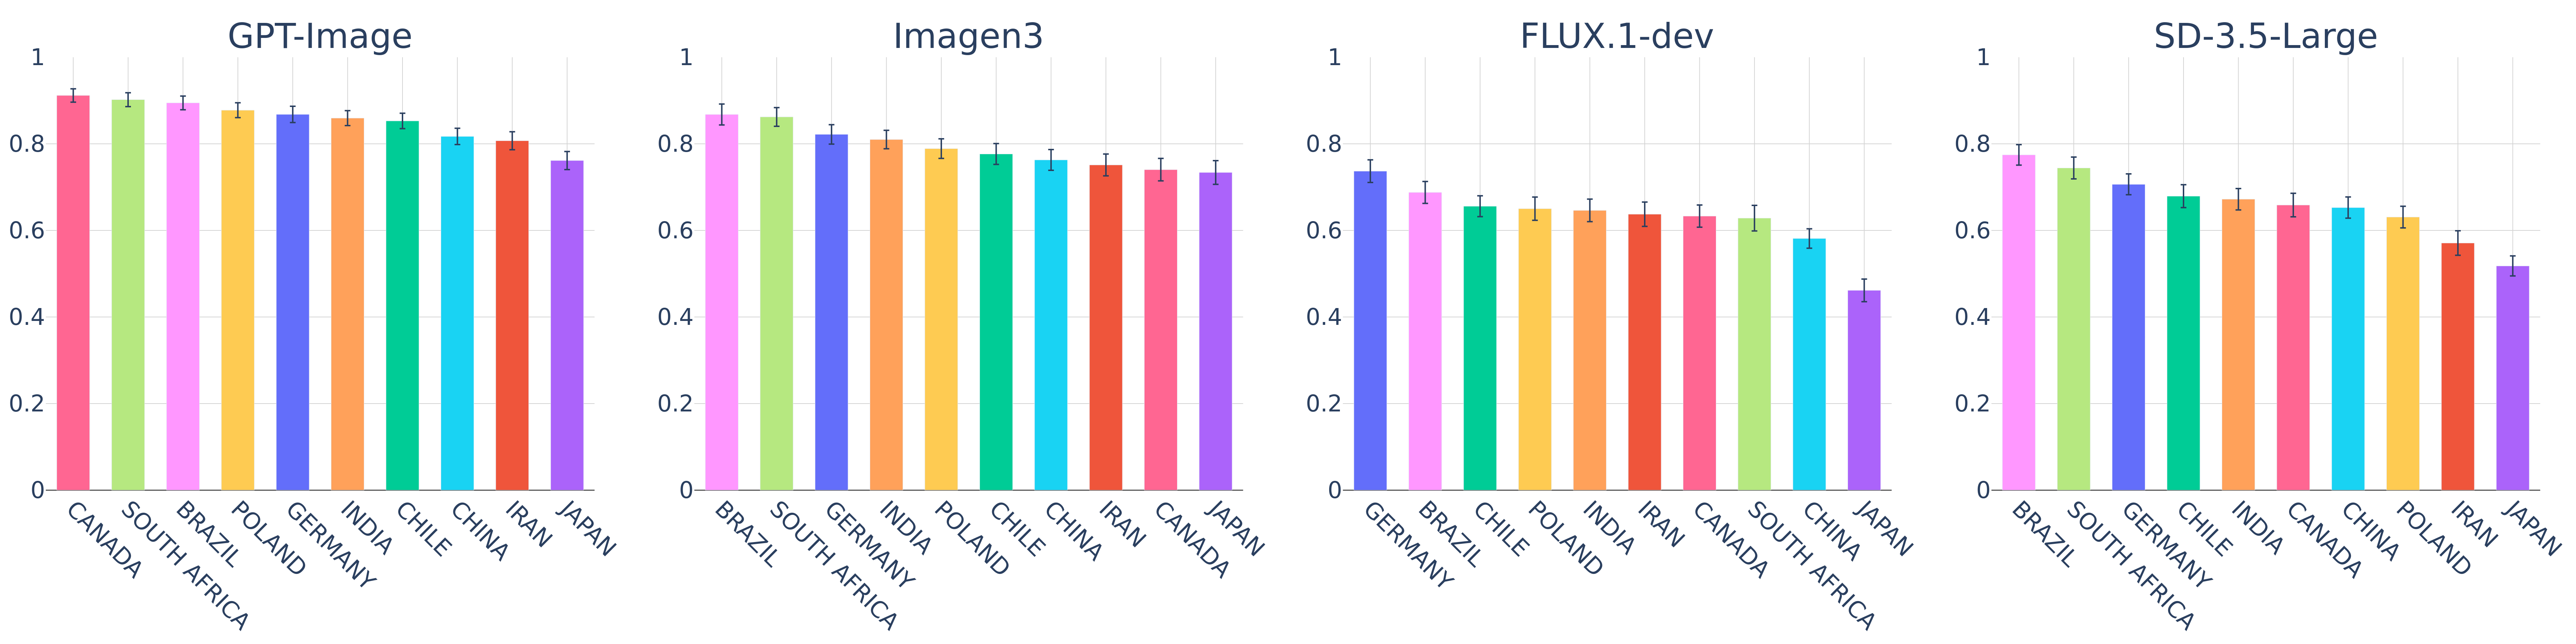 GPT-Image
1
0.8
0.6
0.4
0.2
0
CANADA
SOUTH AFRICA
BRAZIL
POLAND
GERMANY
INDIA
CHILE
CHINA
IRAN
JAPAN
Imagen3
1
0.8
0.6
0.4
0.2
0
BRAZIL
SOUTH AFRICA
GERMANY
INDIA
POLAND
CHILE
CHINA
IRAN
CANADA
JAPAN
FLUX.1-dev
1
0.8
0.6
0.4
0.2
0
GERMANY
BRAZIL
CHILE
POLAND
INDIA
IRAN
CANADA
SOUTH AFRICA
CHINA
JAPAN
SD-3.5-Large
1
0.8
0.6
0.4
0.2
0
BRAZIL
SOUTH AFRICA
GERMANY
CHILE
INDIA
CANADA
CHINA
POLAND
IRAN
JAPAN